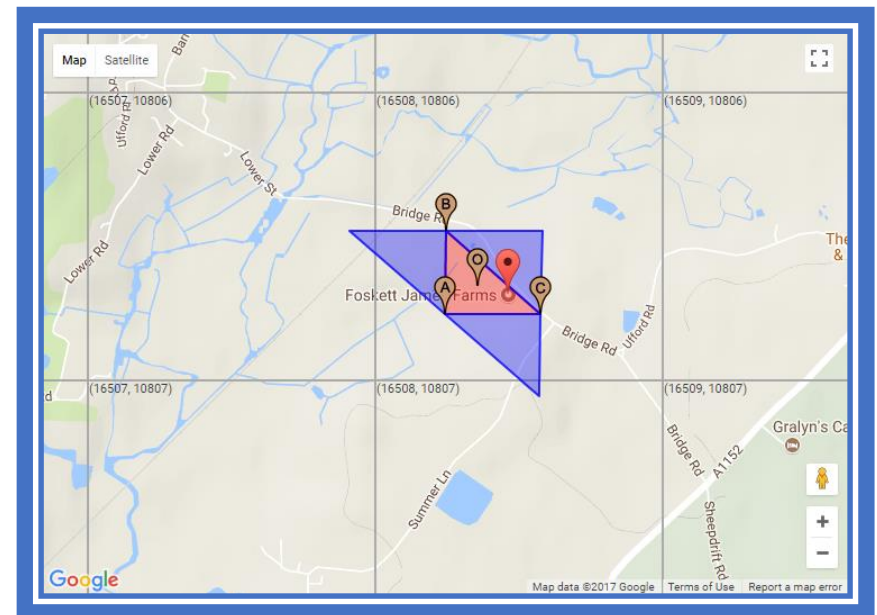 Map Satellite
Ufford Rd
(16507, 10806)
(16508, 10806)
(16509, 10806)
Lower Rd
Lower St
B
Bridge R
Lower Rd
The
&
O
A
C
Foskett Jame Farms
Bridge Rd
Ufford Rd
(16507, 10807)
(16508, 10807)
(16509, 10807)
d
Gralyn's Ca
Bridge Rd
A1152
Summer Ln
Sheepdrift Rd
+
−
Google
Map data ©2017 Google Terms of Use Report a map error